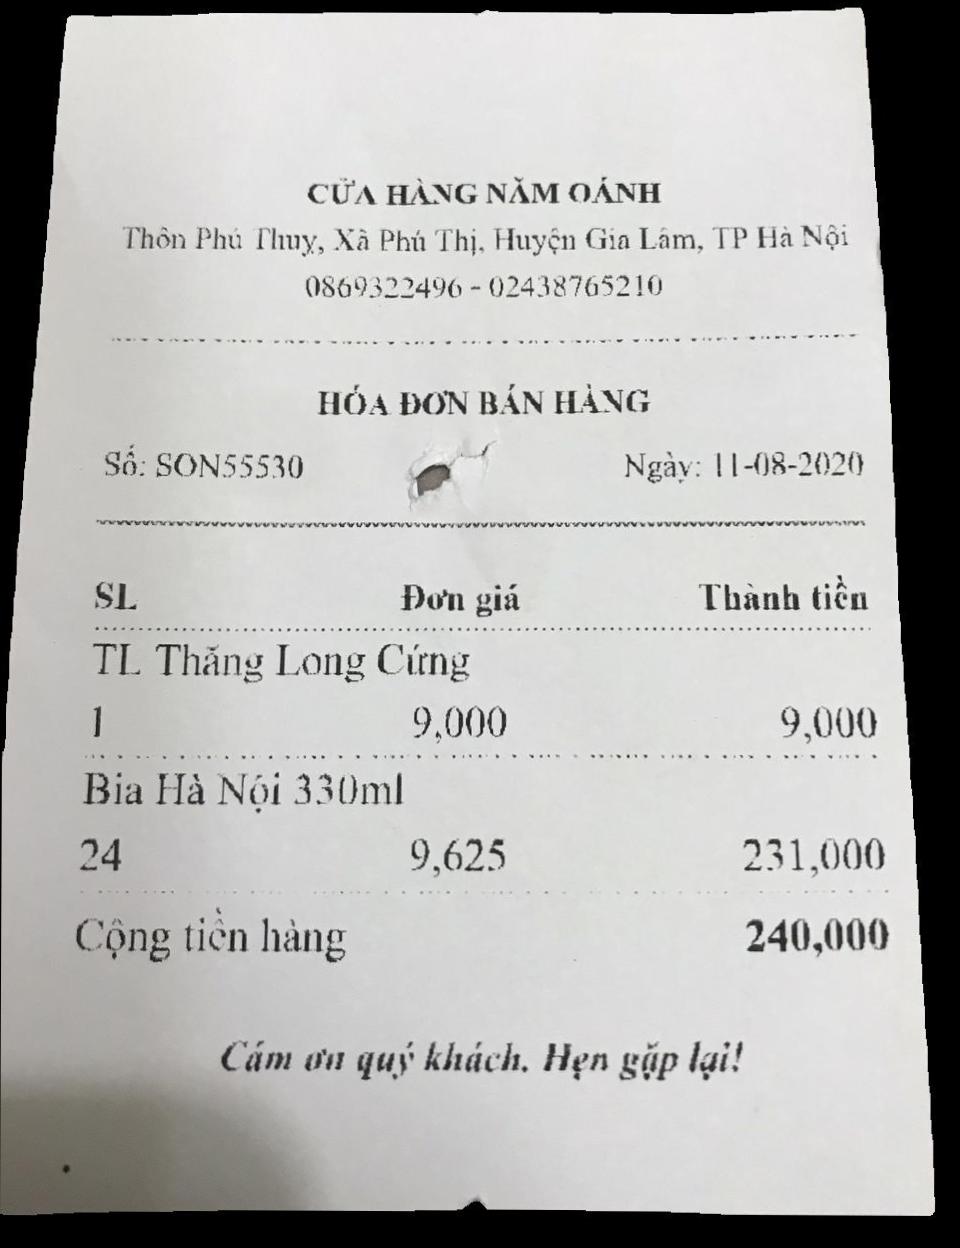 CỬA HÀNG NĂM OÁNH
Thôn Phú Thuỵ, Xã Phú Thị, Huyện Gia Lâm, TP Hà Nội
0869322496 - 02438765210
HÓA ĐƠN BÁN HÀNG
Số: SON55530 Ngày: 11-08-2020
SL Đơn giá Thành tiền
TL Thăng Long Cứng
1 9,000 9,000
Bia Hà Nội 330ml
24 9,625 231,000
Cộng tiền hàng 240,000
Cám ơn quý khách. Hẹn gặp lại!